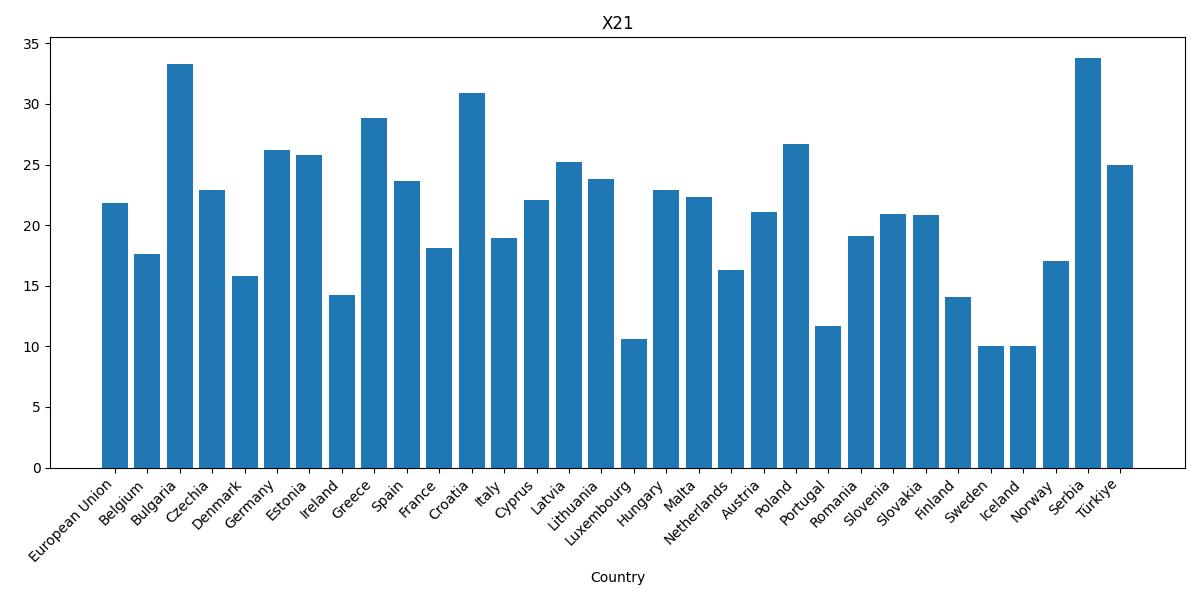 X21
35
30
25
20
15
10
5
0
European Union
Belgium
Bulgaria
Czechia
Denmark
Germany
Estonia
Ireland
Greece
Spain
France
Croatia
Italy
Cyprus
Latvia
Lithuania
Luxembourg
Hungary
Malta
Netherlands
Austria
Poland
Portugal
Romania
Slovenia
Slovakia
Finland
Sweden
Iceland
Norway
Serbia
Türkiye
Country